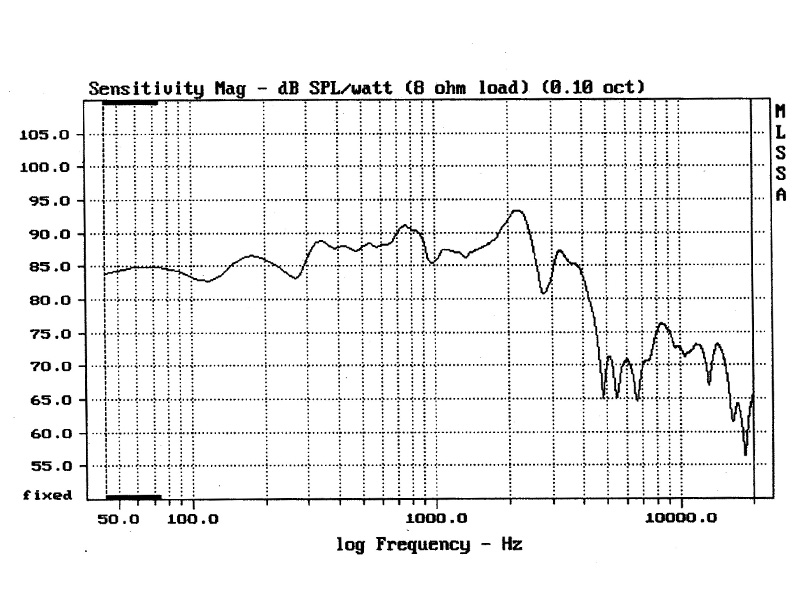 Sensitivity Mag - dB SPL/watt (8 ohm load) (0.10 oct)
MLSSA
105.0
100.0
95.0
90.0
85.0
80.0
75.0
70.0
65.0
60.0
55.0
fixed
50.0 100.0 1000.0 10000.0
log Frequency - Hz